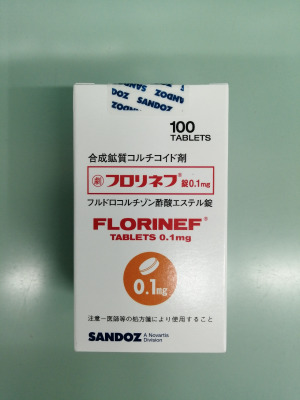 SANDOZ
100
TABLETS
合成鉱質コルチコイド剤
劇 フロリネフ® 錠0.1mg
フルドロコルチゾン酢酸エステル錠
FLORINEF®
TABLETS 0.1mg
0.1mg
注意－医師等の処方箋により使用すること
SANDOZ A Novartis
Division